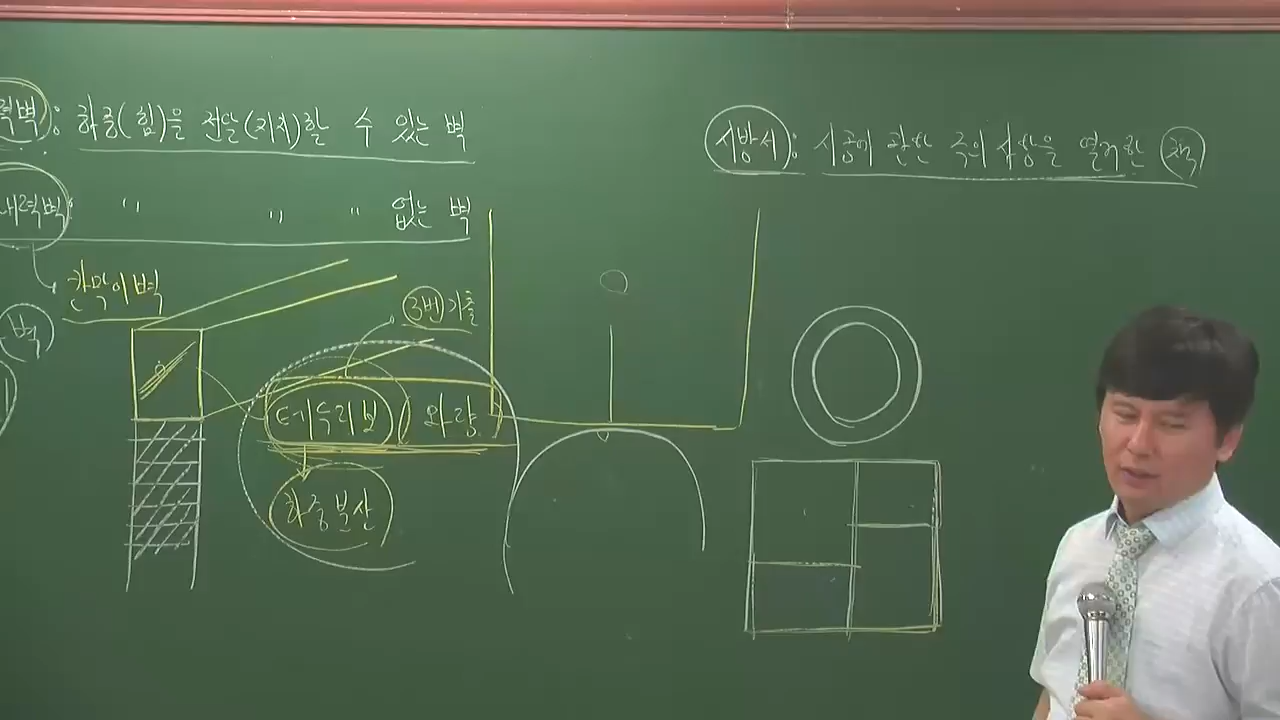 력벽: 하중(힘)을 전달(지지)할 수 있는 벽
내력벽: " " " 없는 벽
칸막이벽
벽
3번 기출
테두리보 와량
하중분산
시방서: 시공에 관한 주의사항을 열거한 책